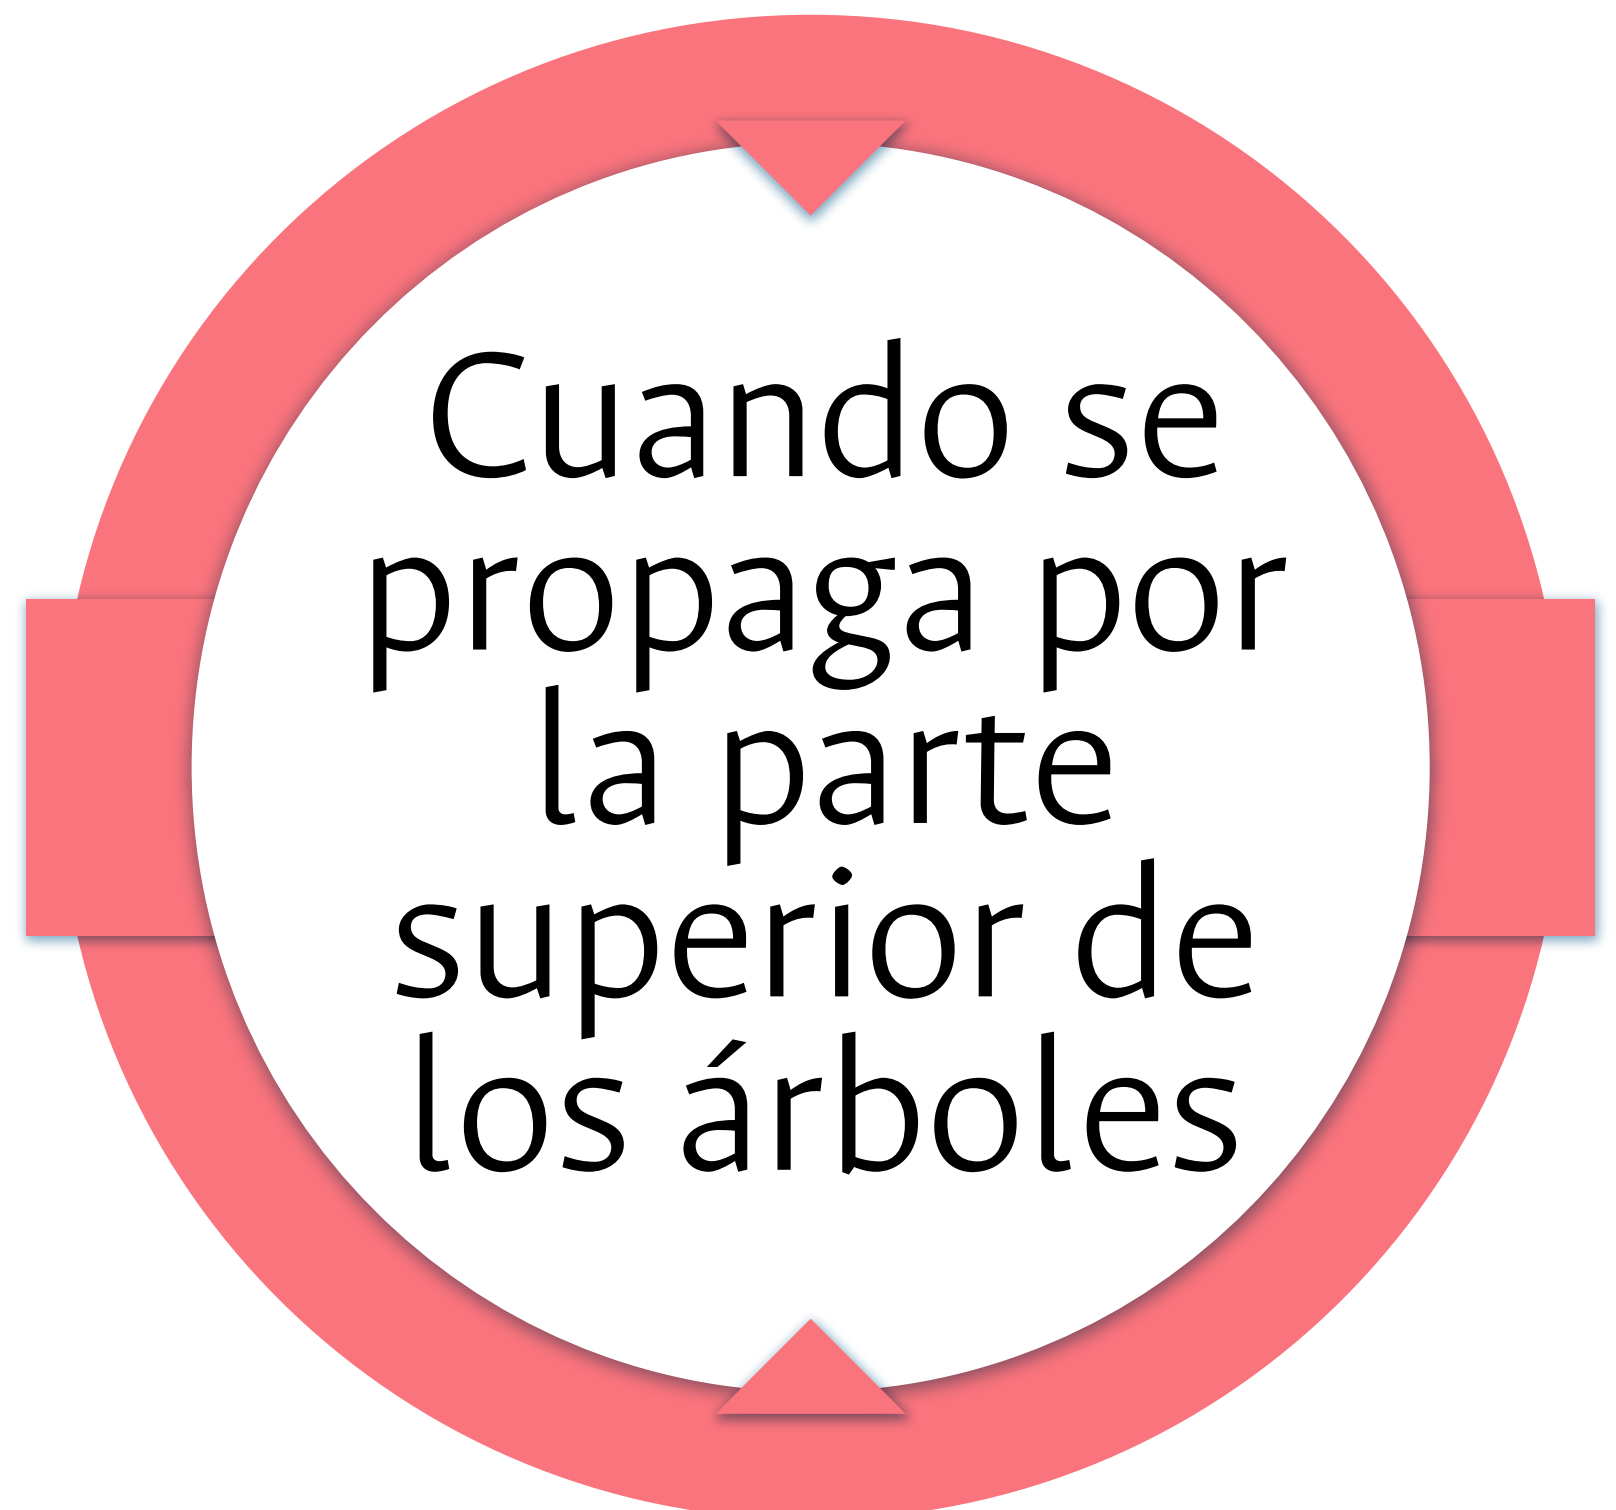 Cuando se
propaga por
la parte
superior de
los árboles